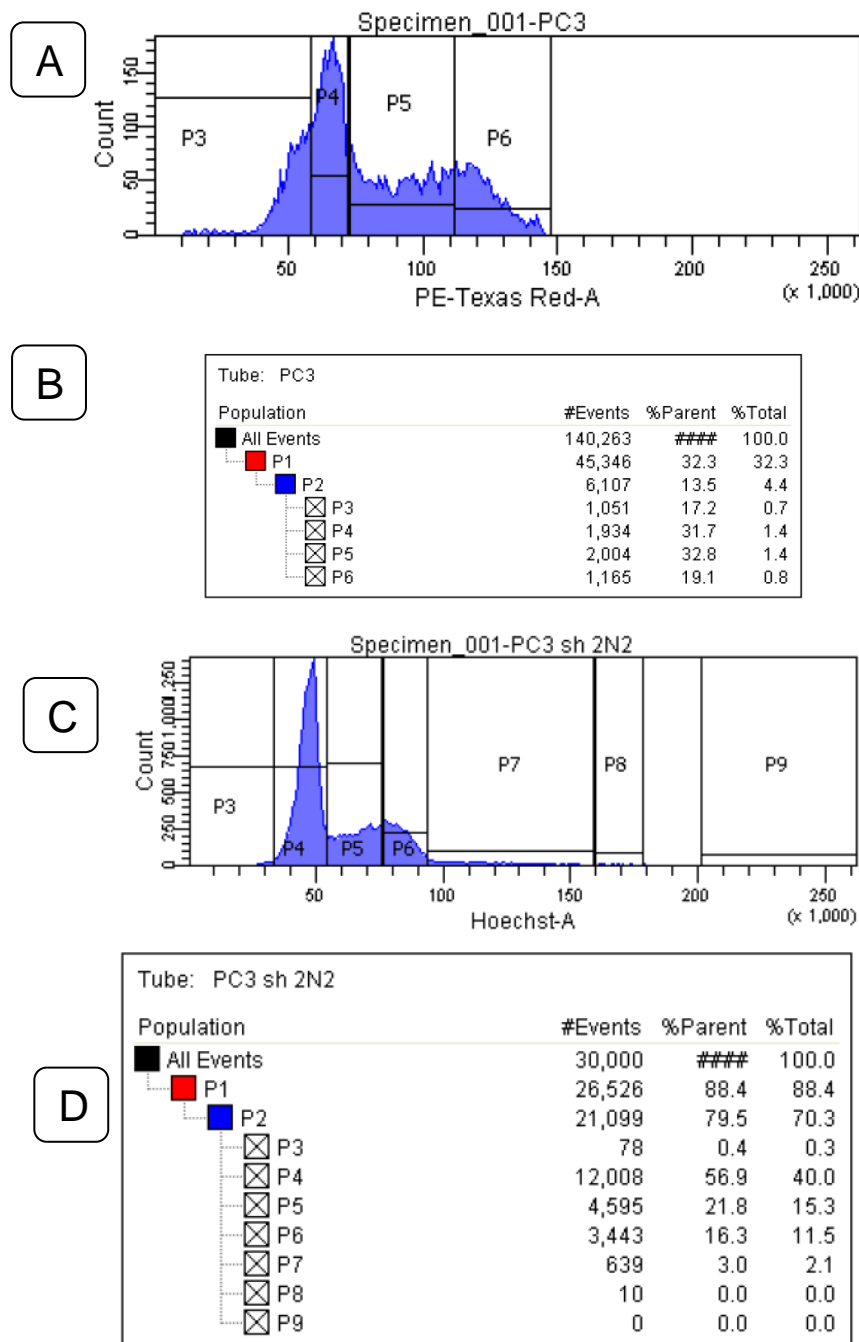 A
Specimen_001-PC3
Count
0 50 100 150
P3 P4 P5 P6
50 100 150 200 250
(x 1,000)
PE-Texas Red-A
B
Tube: PC3
Population #Events %Parent %Total
All Events 140,263 #### 100.0
P1 45,346 32.3 32.3
P2 6,107 13.5 4.4
P3 1,051 17.2 0.7
P4 1,934 31.7 1.4
P5 2,004 32.8 1.4
P6 1,165 19.1 0.8
C
Specimen_001-PC3 sh 2N2
Count
0 250 500 750 1,000 1,250
P3 P4 P5 P6 P7 P8 P9
50 100 150 200 250
(x 1,000)
Hoechst-A
D
Tube: PC3 sh 2N2
Population #Events %Parent %Total
All Events 30,000 #### 100.0
P1 26,526 88.4 88.4
P2 21,099 79.5 70.3
P3 78 0.4 0.3
P4 12,008 56.9 40.0
P5 4,595 21.8 15.3
P6 3,443 16.3 11.5
P7 639 3.0 2.1
P8 10 0.0 0.0
P9 0 0.0 0.0